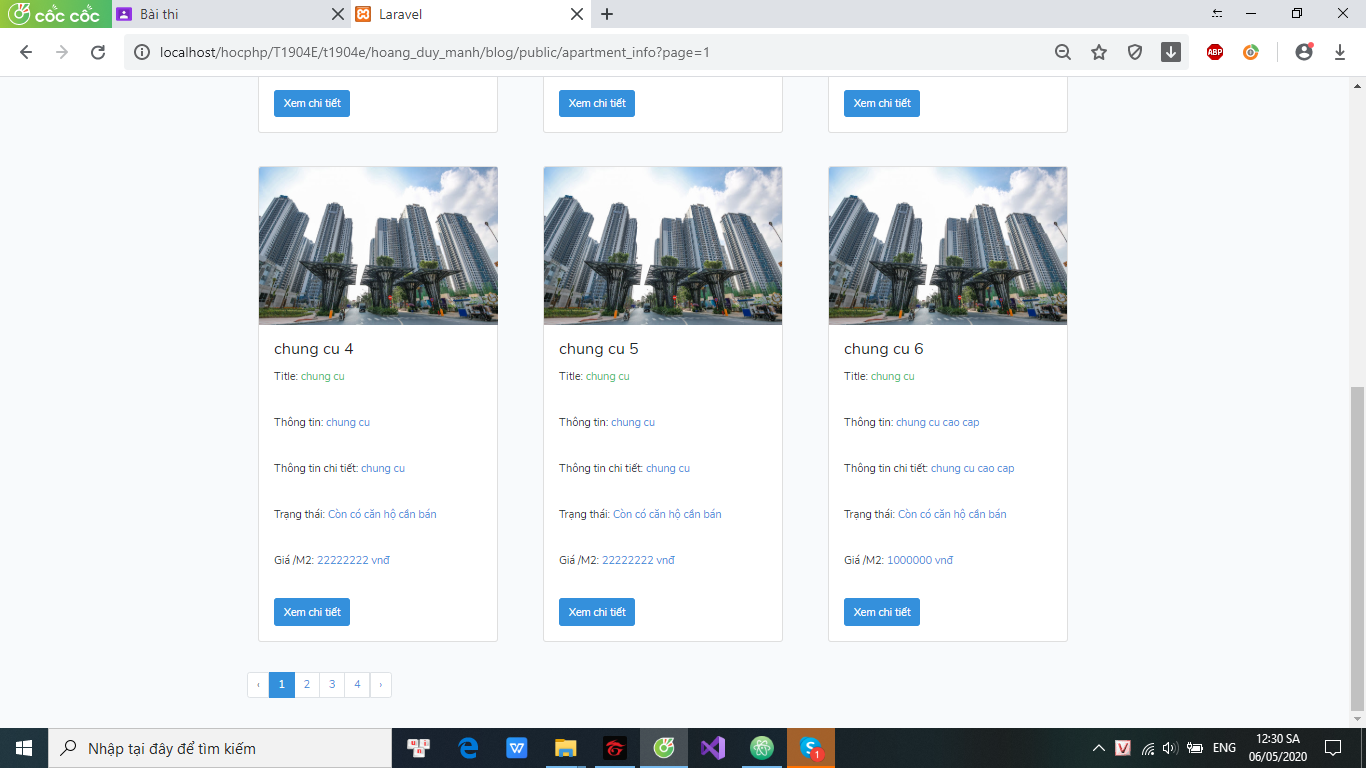 cốc cốc
Bài thi
Laravel
localhost/hocphp/T1904E/t1904e/hoang_duy_manh/blog/public/apartment_info?page=1
ABP
Xem chi tiết
Xem chi tiết
Xem chi tiết
chung cu 4
Title: chung cu
Thông tin: chung cu
Thông tin chi tiết: chung cu
Trạng thái: Còn có căn hộ cần bán
Giá /M2: 22222222 vnđ
Xem chi tiết
chung cu 5
Title: chung cu
Thông tin: chung cu
Thông tin chi tiết: chung cu
Trạng thái: Còn có căn hộ cần bán
Giá /M2: 22222222 vnđ
Xem chi tiết
chung cu 6
Title: chung cu
Thông tin: chung cu cao cap
Thông tin chi tiết: chung cu cao cap
Trạng thái: Còn có căn hộ cần bán
Giá /M2: 1000000 vnđ
Xem chi tiết
‹ 1 2 3 4 ›
Nhập tại đây để tìm kiếm
1
V
ENG
12:30 SA
06/05/2020